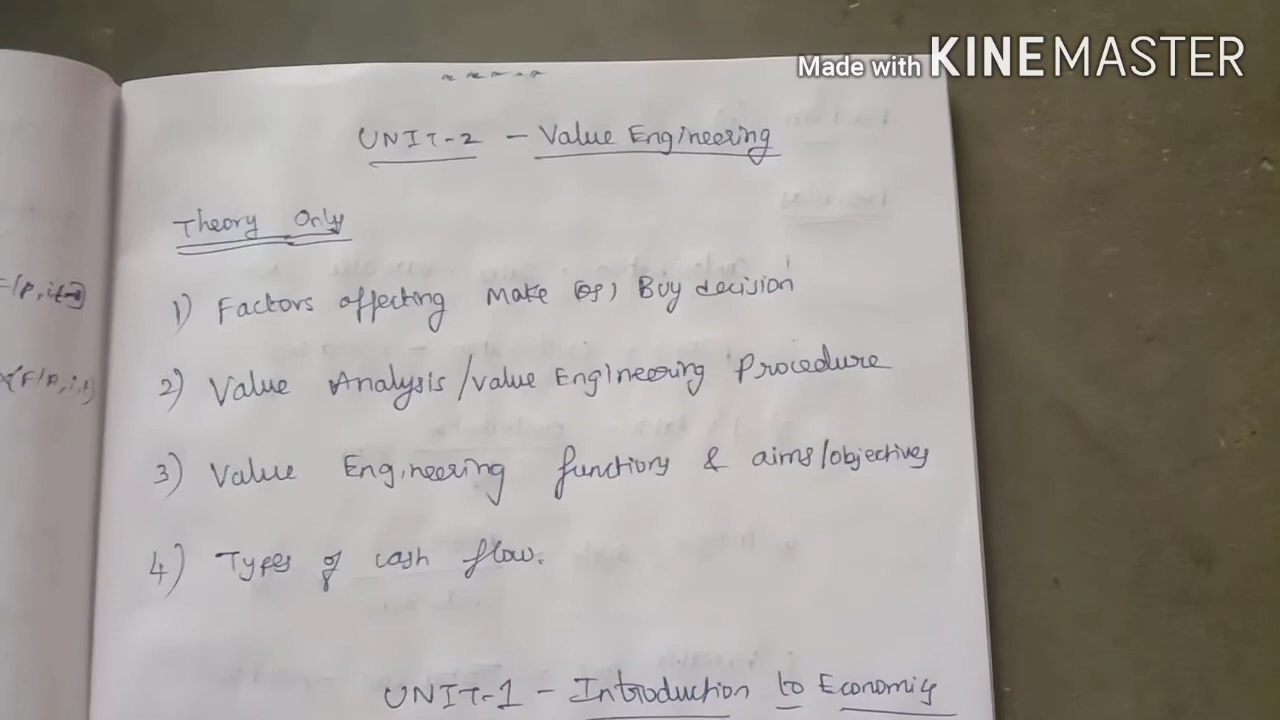 Made with KINEMASTER
UNIT-2 - Value Engineering
Theory Only
1) Factors affecting Make (or) Buy decision
2) Value Analysis/Value Engineering Procedure
3) Value Engineering functions & aims/objectives
4) Types of cash flow.
UNIT-1 - Introduction to Economics